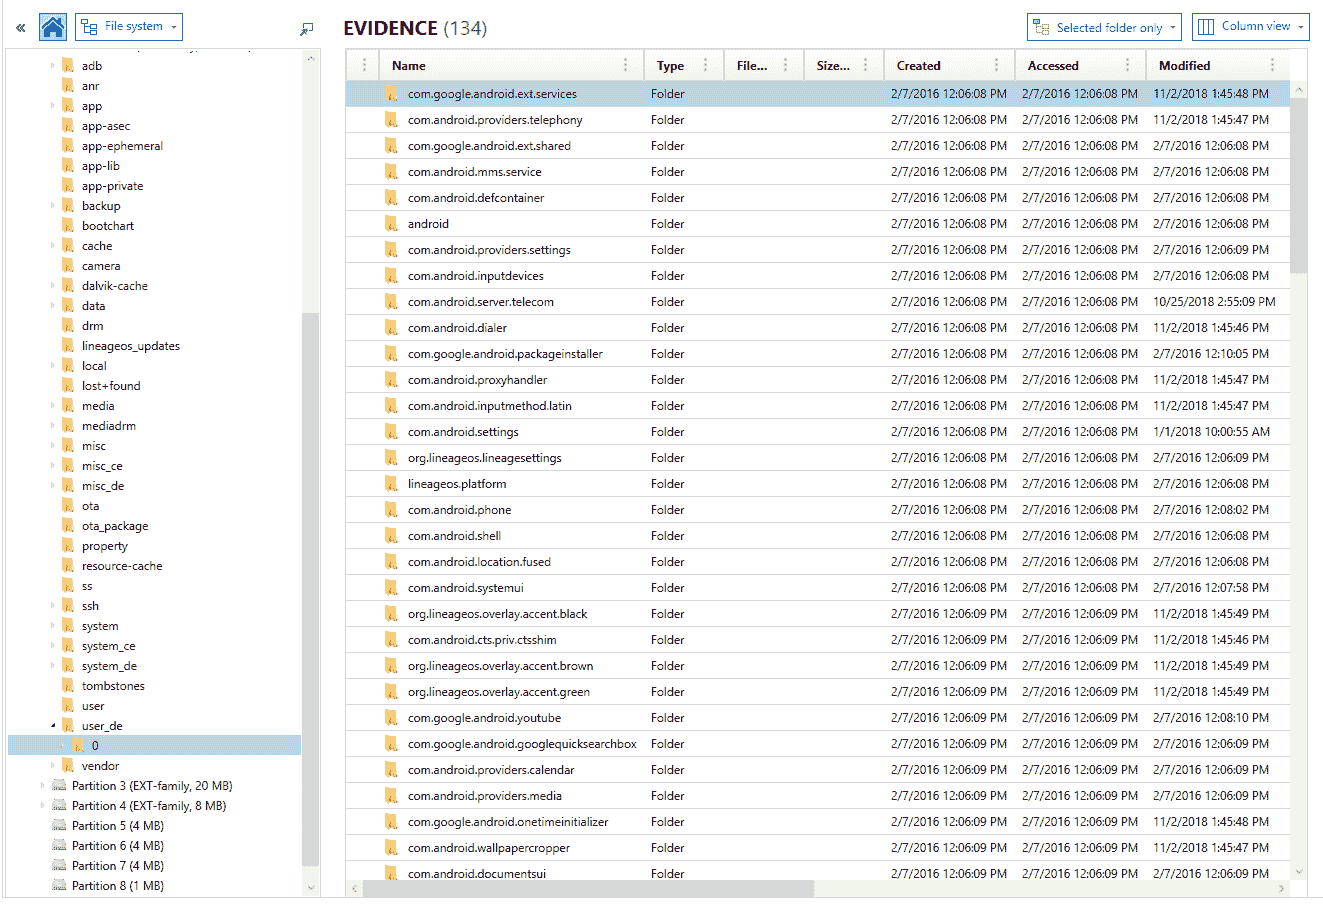 « File system
EVIDENCE (134) Selected folder only Column view
adb
anr
app
app-asec
app-ephemeral
app-lib
app-private
backup
bootchart
cache
camera
dalvik-cache
data
drm
lineageos_updates
local
lost+found
media
mediadrm
misc
misc_ce
misc_de
ota
ota_package
property
resource-cache
ss
ssh
system
system_ce
system_de
tombstones
user
user_de
0
vendor
Partition 3 (EXT-family, 20 MB)
Partition 4 (EXT-family, 8 MB)
Partition 5 (4 MB)
Partition 6 (4 MB)
Partition 7 (4 MB)
Partition 8 (1 MB)
Name Type File... Size... Created Accessed Modified
com.google.android.ext.services Folder 2/7/2016 12:06:08 PM 2/7/2016 12:06:08 PM 11/2/2018 1:45:48 PM
com.android.providers.telephony Folder 2/7/2016 12:06:08 PM 2/7/2016 12:06:08 PM 11/2/2018 1:45:47 PM
com.google.android.ext.shared Folder 2/7/2016 12:06:08 PM 2/7/2016 12:06:08 PM 2/7/2016 12:06:08 PM
com.android.mms.service Folder 2/7/2016 12:06:08 PM 2/7/2016 12:06:08 PM 2/7/2016 12:06:08 PM
com.android.defcontainer Folder 2/7/2016 12:06:08 PM 2/7/2016 12:06:08 PM 2/7/2016 12:06:08 PM
android Folder 2/7/2016 12:06:08 PM 2/7/2016 12:06:08 PM 2/7/2016 12:06:08 PM
com.android.providers.settings Folder 2/7/2016 12:06:08 PM 2/7/2016 12:06:08 PM 2/7/2016 12:06:09 PM
com.android.inputdevices Folder 2/7/2016 12:06:08 PM 2/7/2016 12:06:08 PM 2/7/2016 12:06:08 PM
com.android.server.telecom Folder 2/7/2016 12:06:08 PM 2/7/2016 12:06:08 PM 10/25/2018 2:55:09 PM
com.android.dialer Folder 2/7/2016 12:06:08 PM 2/7/2016 12:06:08 PM 11/2/2018 1:45:46 PM
com.google.android.packageinstaller Folder 2/7/2016 12:06:08 PM 2/7/2016 12:06:08 PM 2/7/2016 12:10:05 PM
com.android.proxyhandler Folder 2/7/2016 12:06:08 PM 2/7/2016 12:06:08 PM 11/2/2018 1:45:47 PM
com.android.inputmethod.latin Folder 2/7/2016 12:06:08 PM 2/7/2016 12:06:08 PM 11/2/2018 1:45:47 PM
com.android.settings Folder 2/7/2016 12:06:08 PM 2/7/2016 12:06:08 PM 1/1/2018 10:00:55 AM
org.lineageos.lineagesettings Folder 2/7/2016 12:06:08 PM 2/7/2016 12:06:08 PM 2/7/2016 12:06:09 PM
lineageos.platform Folder 2/7/2016 12:06:08 PM 2/7/2016 12:06:08 PM 2/7/2016 12:06:08 PM
com.android.phone Folder 2/7/2016 12:06:08 PM 2/7/2016 12:06:08 PM 2/7/2016 12:08:02 PM
com.android.shell Folder 2/7/2016 12:06:08 PM 2/7/2016 12:06:08 PM 2/7/2016 12:06:08 PM
com.android.location.fused Folder 2/7/2016 12:06:08 PM 2/7/2016 12:06:08 PM 2/7/2016 12:06:08 PM
com.android.systemui Folder 2/7/2016 12:06:08 PM 2/7/2016 12:06:08 PM 2/7/2016 12:07:58 PM
org.lineageos.overlay.accent.black Folder 2/7/2016 12:06:09 PM 2/7/2016 12:06:09 PM 11/2/2018 1:45:49 PM
com.android.cts.priv.ctsshim Folder 2/7/2016 12:06:09 PM 2/7/2016 12:06:09 PM 11/2/2018 1:45:46 PM
org.lineageos.overlay.accent.brown Folder 2/7/2016 12:06:09 PM 2/7/2016 12:06:09 PM 11/2/2018 1:45:49 PM
org.lineageos.overlay.accent.green Folder 2/7/2016 12:06:09 PM 2/7/2016 12:06:09 PM 11/2/2018 1:45:49 PM
com.google.android.youtube Folder 2/7/2016 12:06:09 PM 2/7/2016 12:06:09 PM 2/7/2016 12:08:10 PM
com.google.android.googlequicksearchbox Folder 2/7/2016 12:06:09 PM 2/7/2016 12:06:09 PM 2/7/2016 12:06:09 PM
com.android.providers.calendar Folder 2/7/2016 12:06:09 PM 2/7/2016 12:06:09 PM 2/7/2016 12:06:09 PM
com.android.providers.media Folder 2/7/2016 12:06:09 PM 2/7/2016 12:06:09 PM 2/7/2016 12:06:09 PM
com.google.android.onetimeinitializer Folder 2/7/2016 12:06:09 PM 2/7/2016 12:06:09 PM 11/2/2018 1:45:48 PM
com.android.wallpapercropper Folder 2/7/2016 12:06:09 PM 2/7/2016 12:06:09 PM 11/2/2018 1:45:47 PM
com.android.documentsui Folder 2/7/2016 12:06:09 PM 2/7/2016 12:06:09 PM 2/7/2016 12:06:09 PM